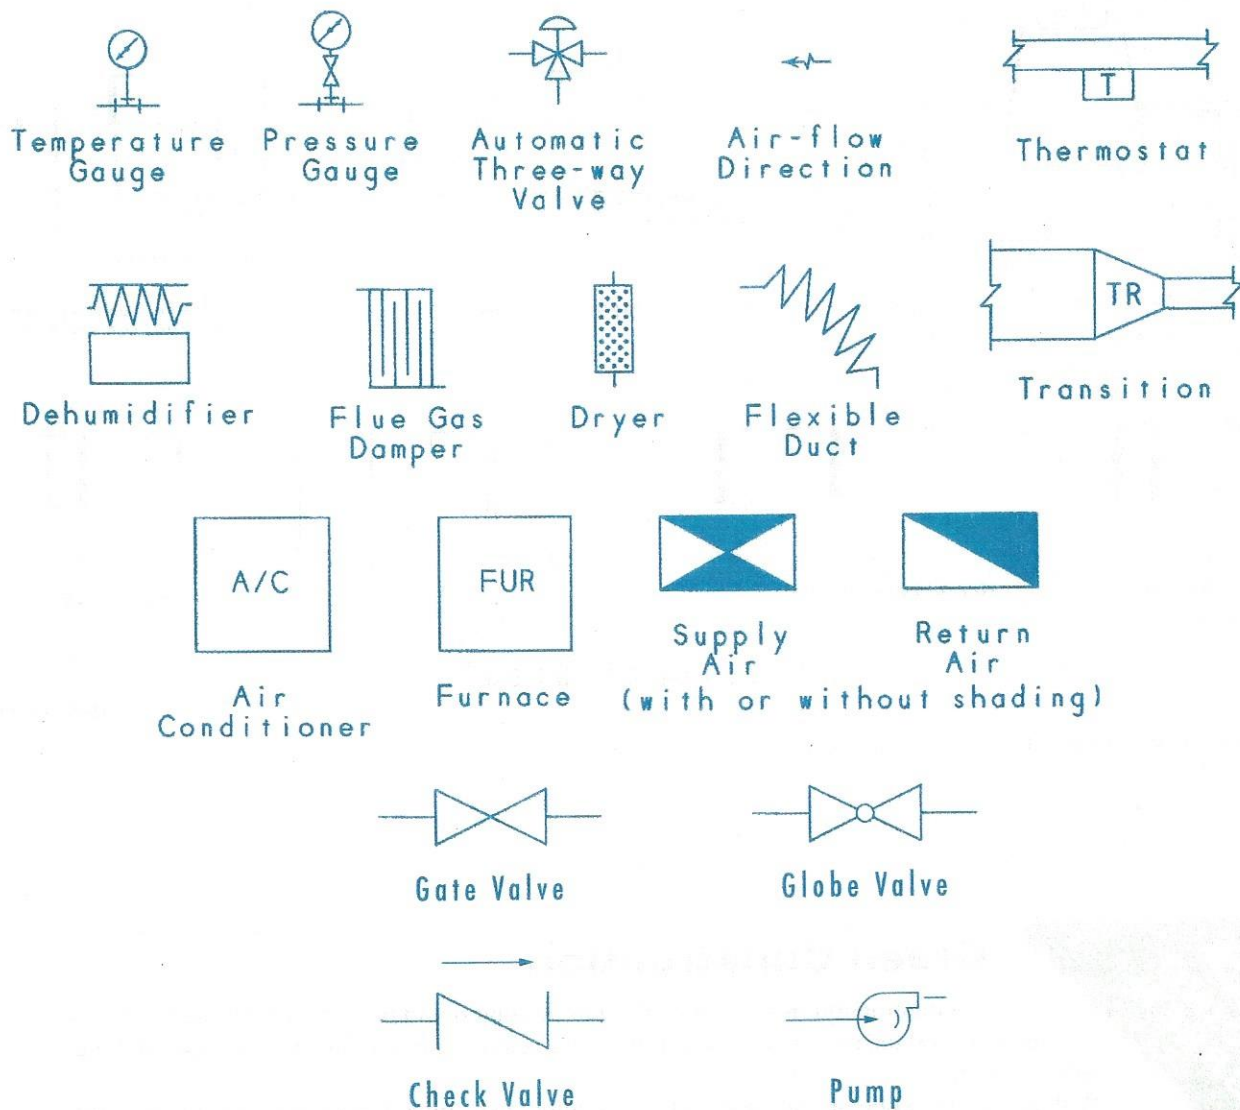 Temperature
Gauge
Pressure
Gauge
Automatic
Three-way
Valve
Air-flow
Direction
T
Thermostat
Dehumidifier
Flue Gas
Damper
Dryer
Flexible
Duct
TR
Transition
A/C
Air
Conditioner
FUR
Furnace
Supply
Air
Return
Air
(with or without shading)
Gate Valve
Globe Valve
Check Valve
Pump